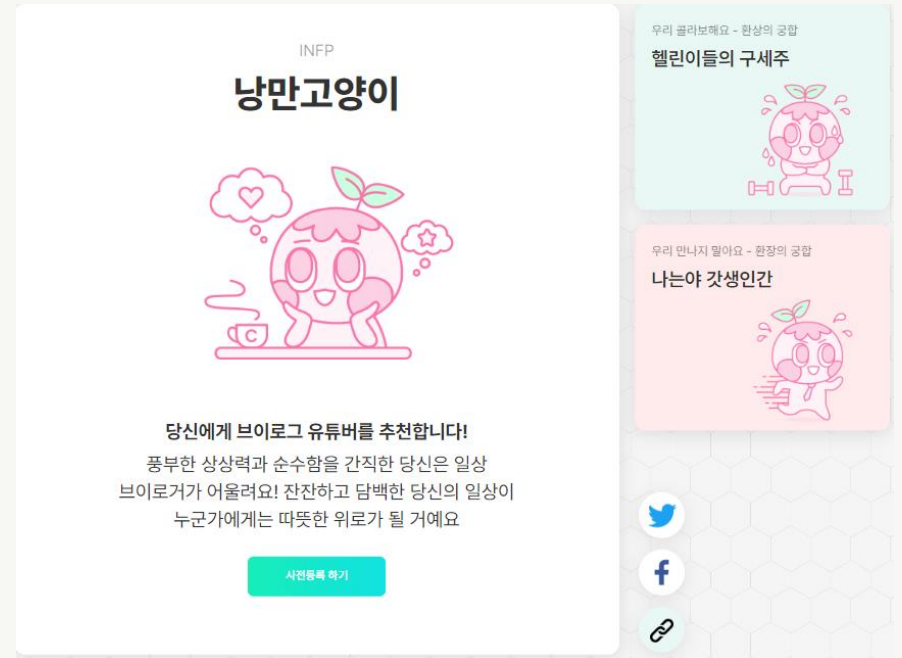 INFP
낭만고양이
C
당신에게 브이로그 유튜버를 추천합니다!
풍부한 상상력과 순수함을 간직한 당신은 일상
브이로거가 어울려요! 잔잔하고 담백한 당신의 일상이
누군가에게는 따뜻한 위로가 될 거예요
사전등록 하기
우리 콜라보해요 - 환상의 궁합
헬린이들의 구세주
우리 만나지 말아요 - 환장의 궁합
나는야 갓생인간